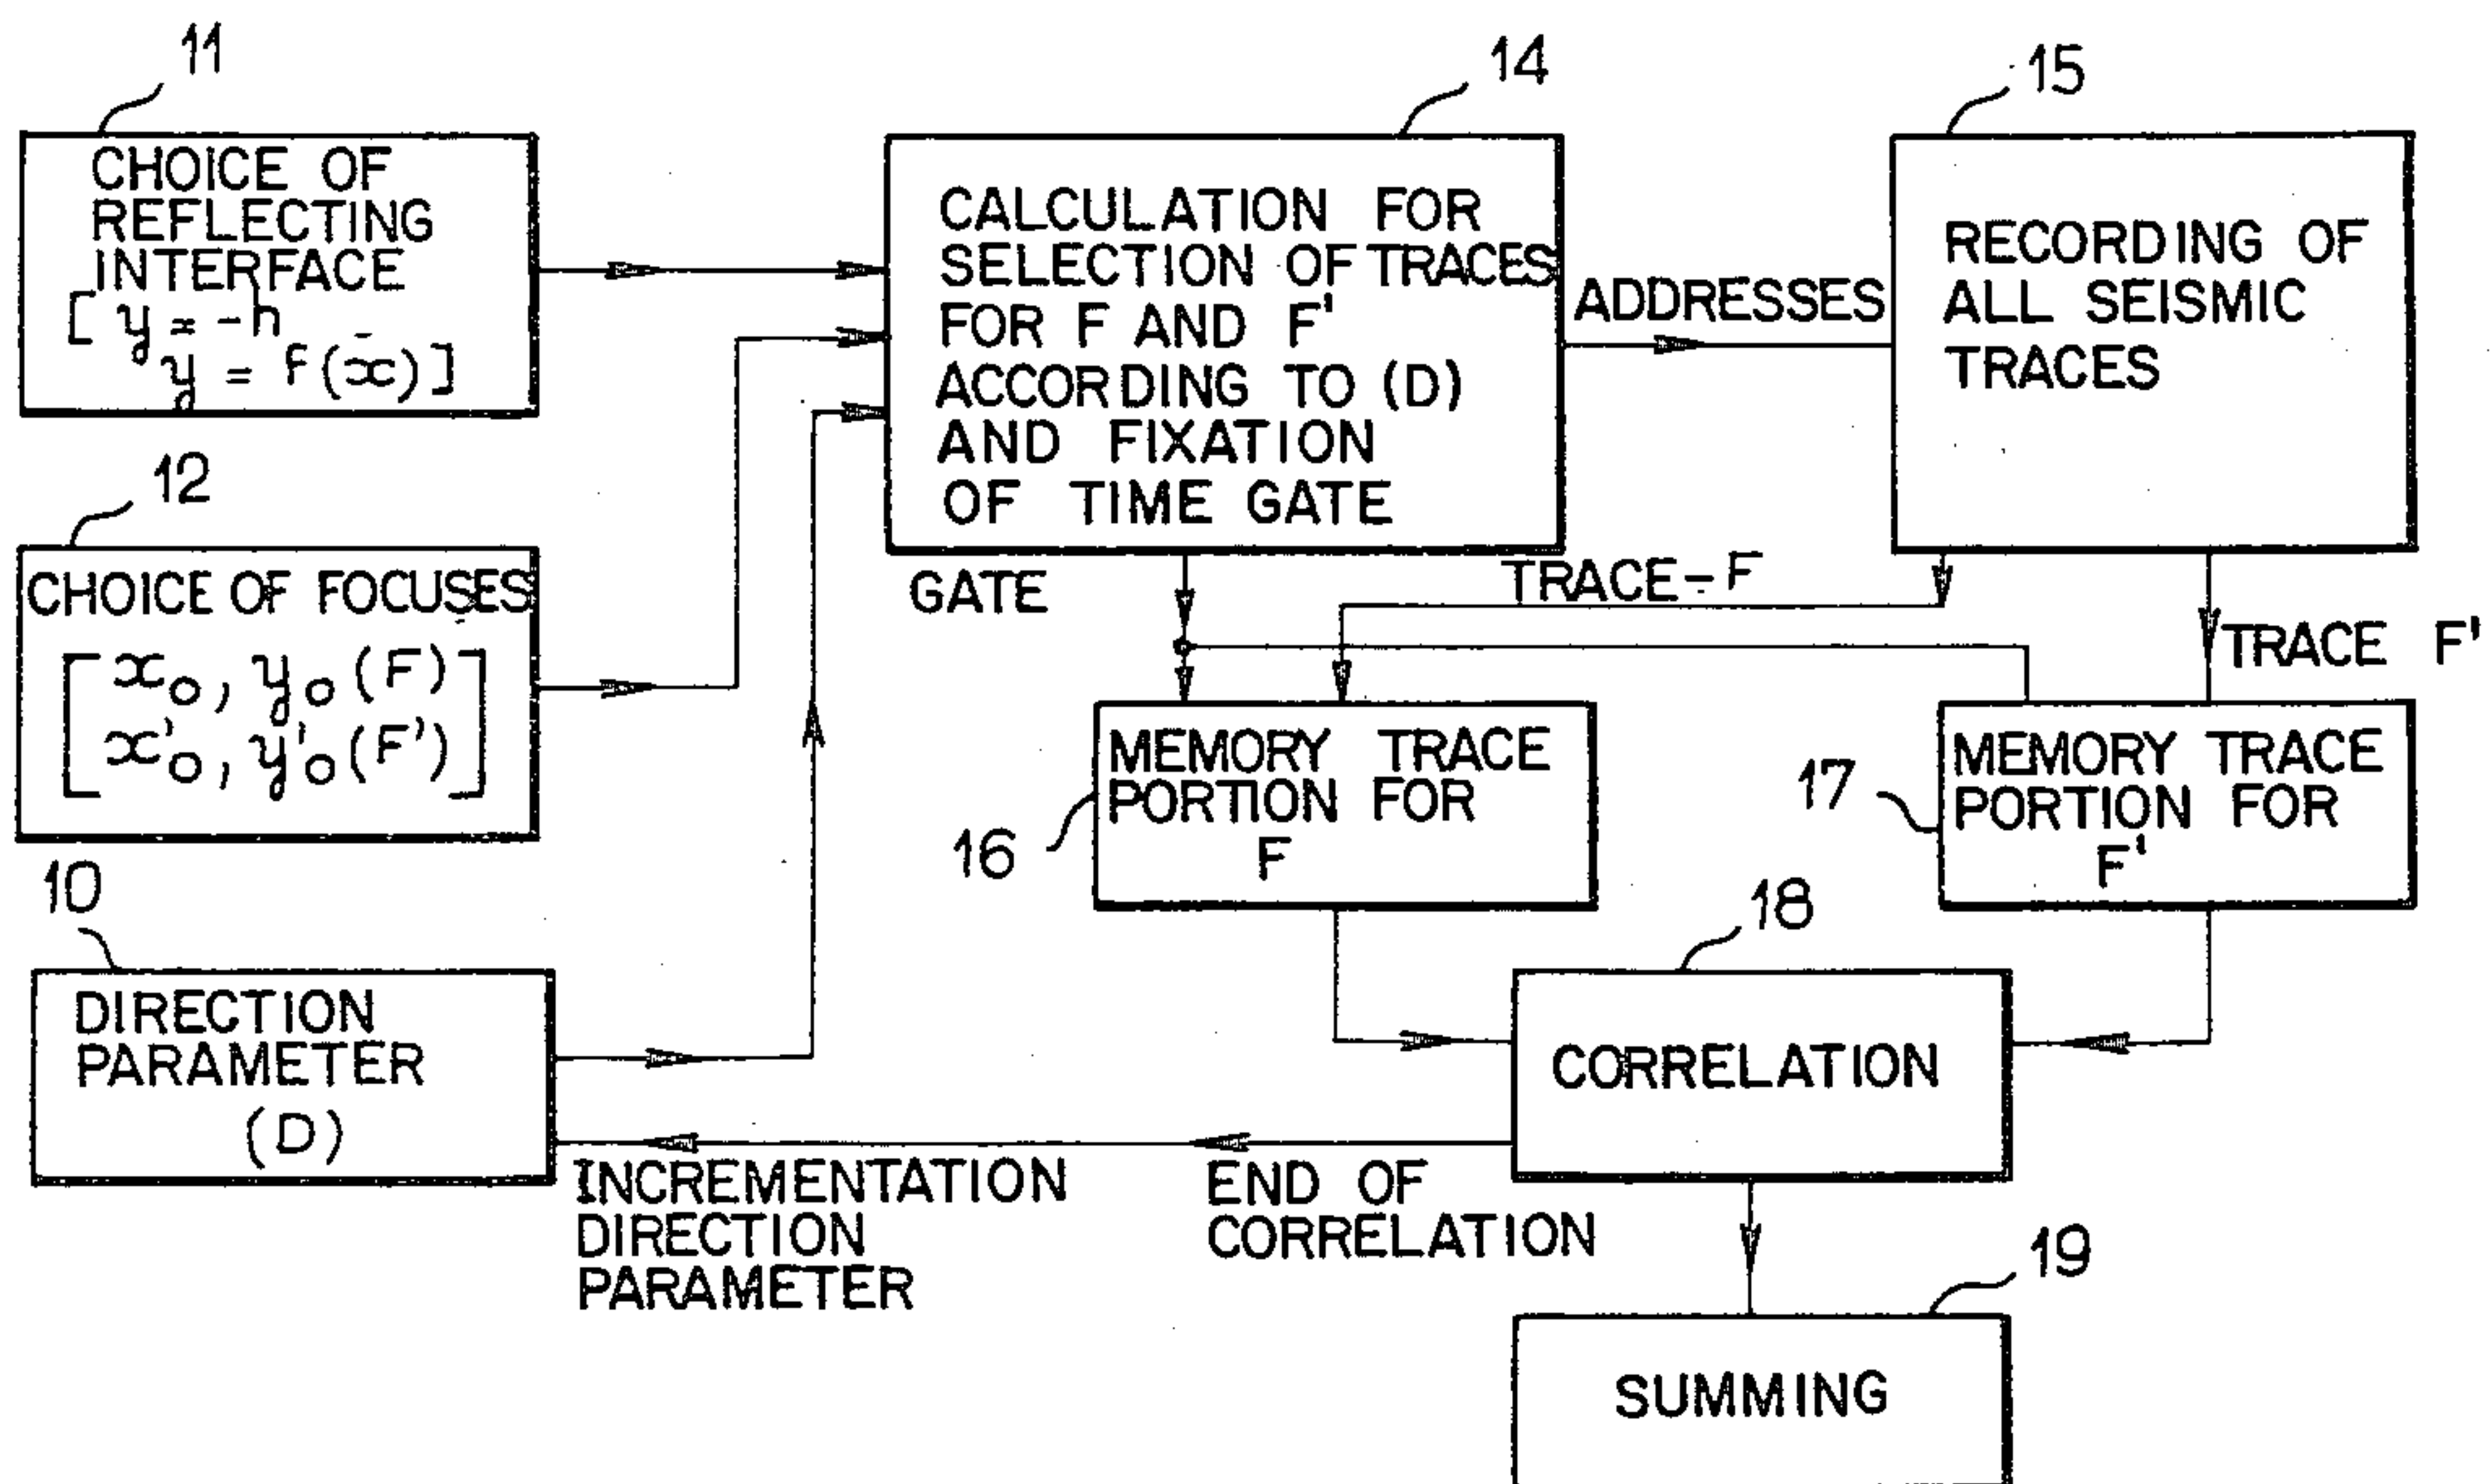 11
CHOICE OF
REFLECTING
INTERFACE
[ y = -h
y = f(x) ]
12
CHOICE OF FOCUSES
[ x₀, y₀ (F)
x'₀, y'₀ (F') ]
10
DIRECTION
PARAMETER
(D)
14
CALCULATION FOR
SELECTION OF TRACES
FOR F AND F'
ACCORDING TO (D)
AND FIXATION
OF TIME GATE
ADDRESSES
15
RECORDING OF
ALL SEISMIC
TRACES
GATE
TRACE-F
TRACE F'
16
MEMORY TRACE
PORTION FOR
F
17
MEMORY TRACE
PORTION FOR
F'
18
CORRELATION
INCREMENTATION
DIRECTION
PARAMETER
END OF
CORRELATION
19
SUMMING